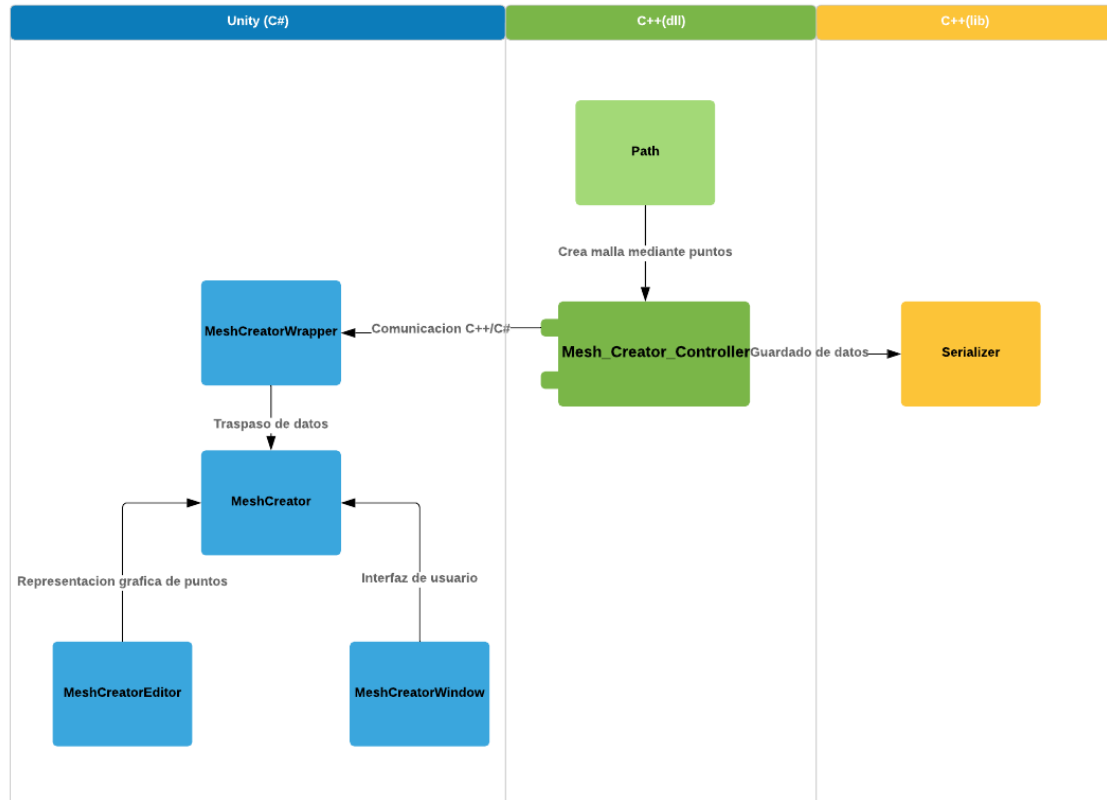 Unity (C#)
C++(dll)
C++(lib)
Path
Crea malla mediante puntos
MeshCreatorWrapper
Comunicacion C++/C#
Mesh_Creator_Controller
Guardado de datos
Serializer
Traspaso de datos
MeshCreator
Representacion grafica de puntos
Interfaz de usuario
MeshCreatorEditor
MeshCreatorWindow